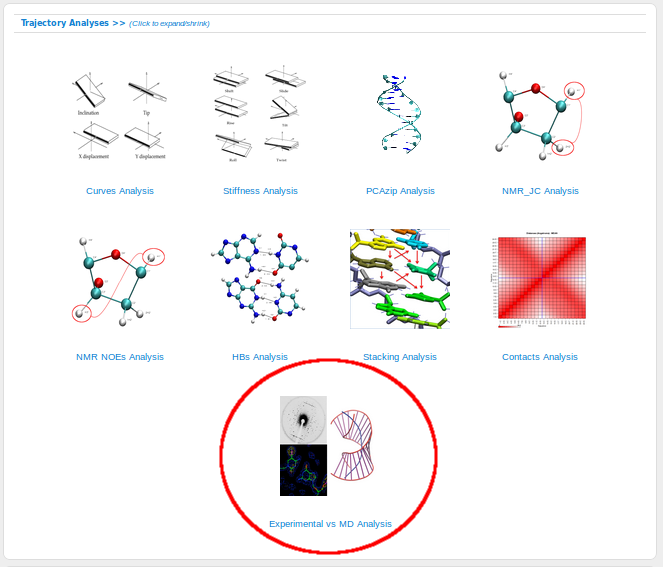 Trajectory Analyses >> (Click to expand/shrink)
Inclination Tip
X displacement Y displacement
Shift Slide
Rise
Roll Twist
Curves Analysis Stiffness Analysis PCAzip Analysis NMR_JC Analysis
NMR NOEs Analysis HBs Analysis Stacking Analysis Contacts Analysis
Experimental vs MD Analysis